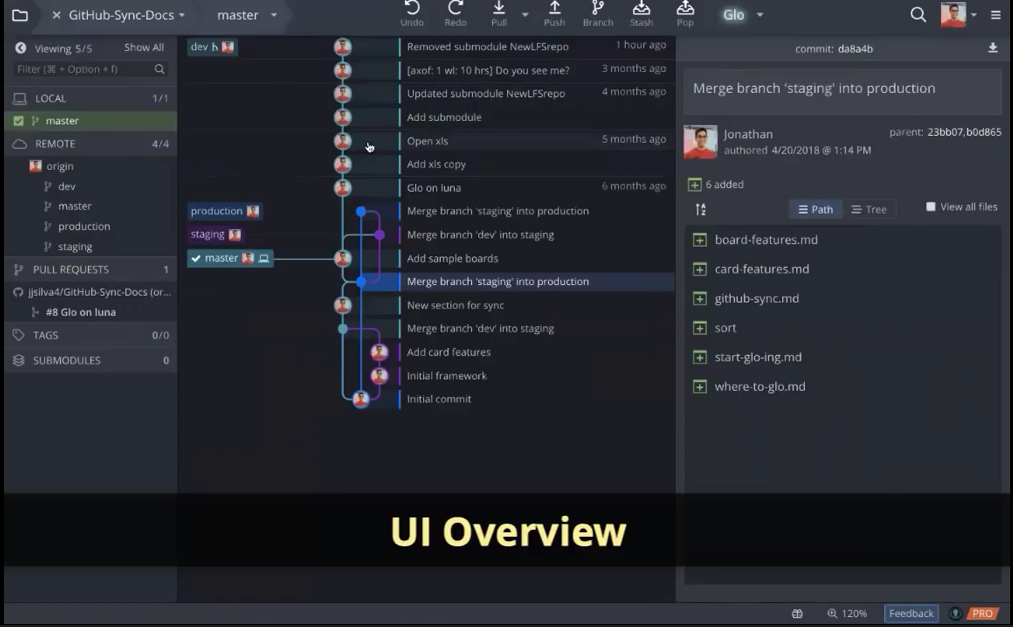 GitHub-Sync-Docs
master
Undo
Redo
Pull
Push
Branch
Stash
Pop
Glo
Viewing 5/5 Show All
Filter (⌘ + Option + f)
LOCAL 1/1
master
REMOTE 4/4
origin
dev
master
production
staging
PULL REQUESTS 1
jjsilva4/GitHub-Sync-Docs (or...
#8 Glo on luna
TAGS 0/0
SUBMODULES 0
dev
Removed submodule NewLFSrepo 1 hour ago
[axof: 1 wl: 10 hrs] Do you see me? 3 months ago
Updated submodule NewLFSrepo 4 months ago
Add submodule
Open xls 5 months ago
Add xls copy
Glo on luna 6 months ago
production Merge branch 'staging' into production
staging Merge branch 'dev' into staging
master Add sample boards
Merge branch 'staging' into production
New section for sync
Merge branch 'dev' into staging
Add card features
Initial framework
Initial commit
commit: da8a4b
Merge branch 'staging' into production
Jonathan
authored 4/20/2018 @ 1:14 PM
parent: 23bb07,b0d865
6 added
Path
Tree
View all files
board-features.md
card-features.md
github-sync.md
sort
start-glo-ing.md
where-to-glo.md
UI Overview
120%
Feedback
PRO